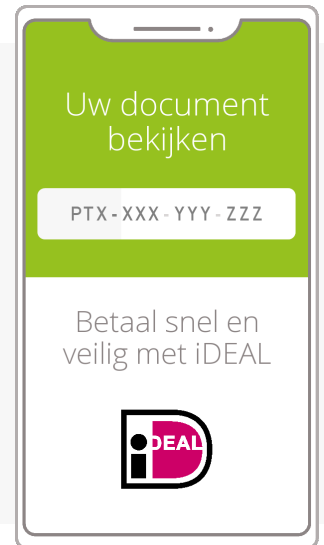 Uw document
bekijken
PTX-XXX-YYY-ZZZ
Betaal snel en
veilig met iDEAL
iDEAL